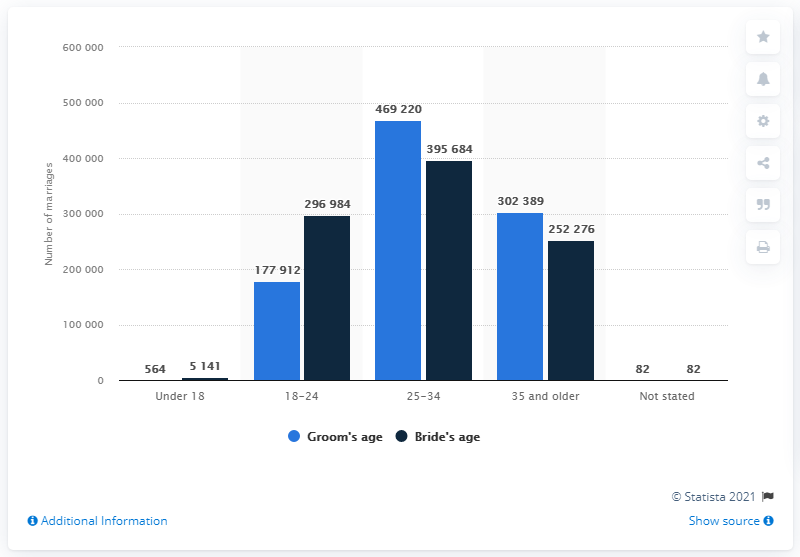 600 000
500 000
400 000
300 000
200 000
100 000
0
Number of marriages
564
5 141
177 912
296 984
469 220
395 684
302 389
252 276
82
82
Under 18
18-24
25-34
35 and older
Not stated
Groom's age
Bride's age
© Statista 2021
Additional Information
Show source